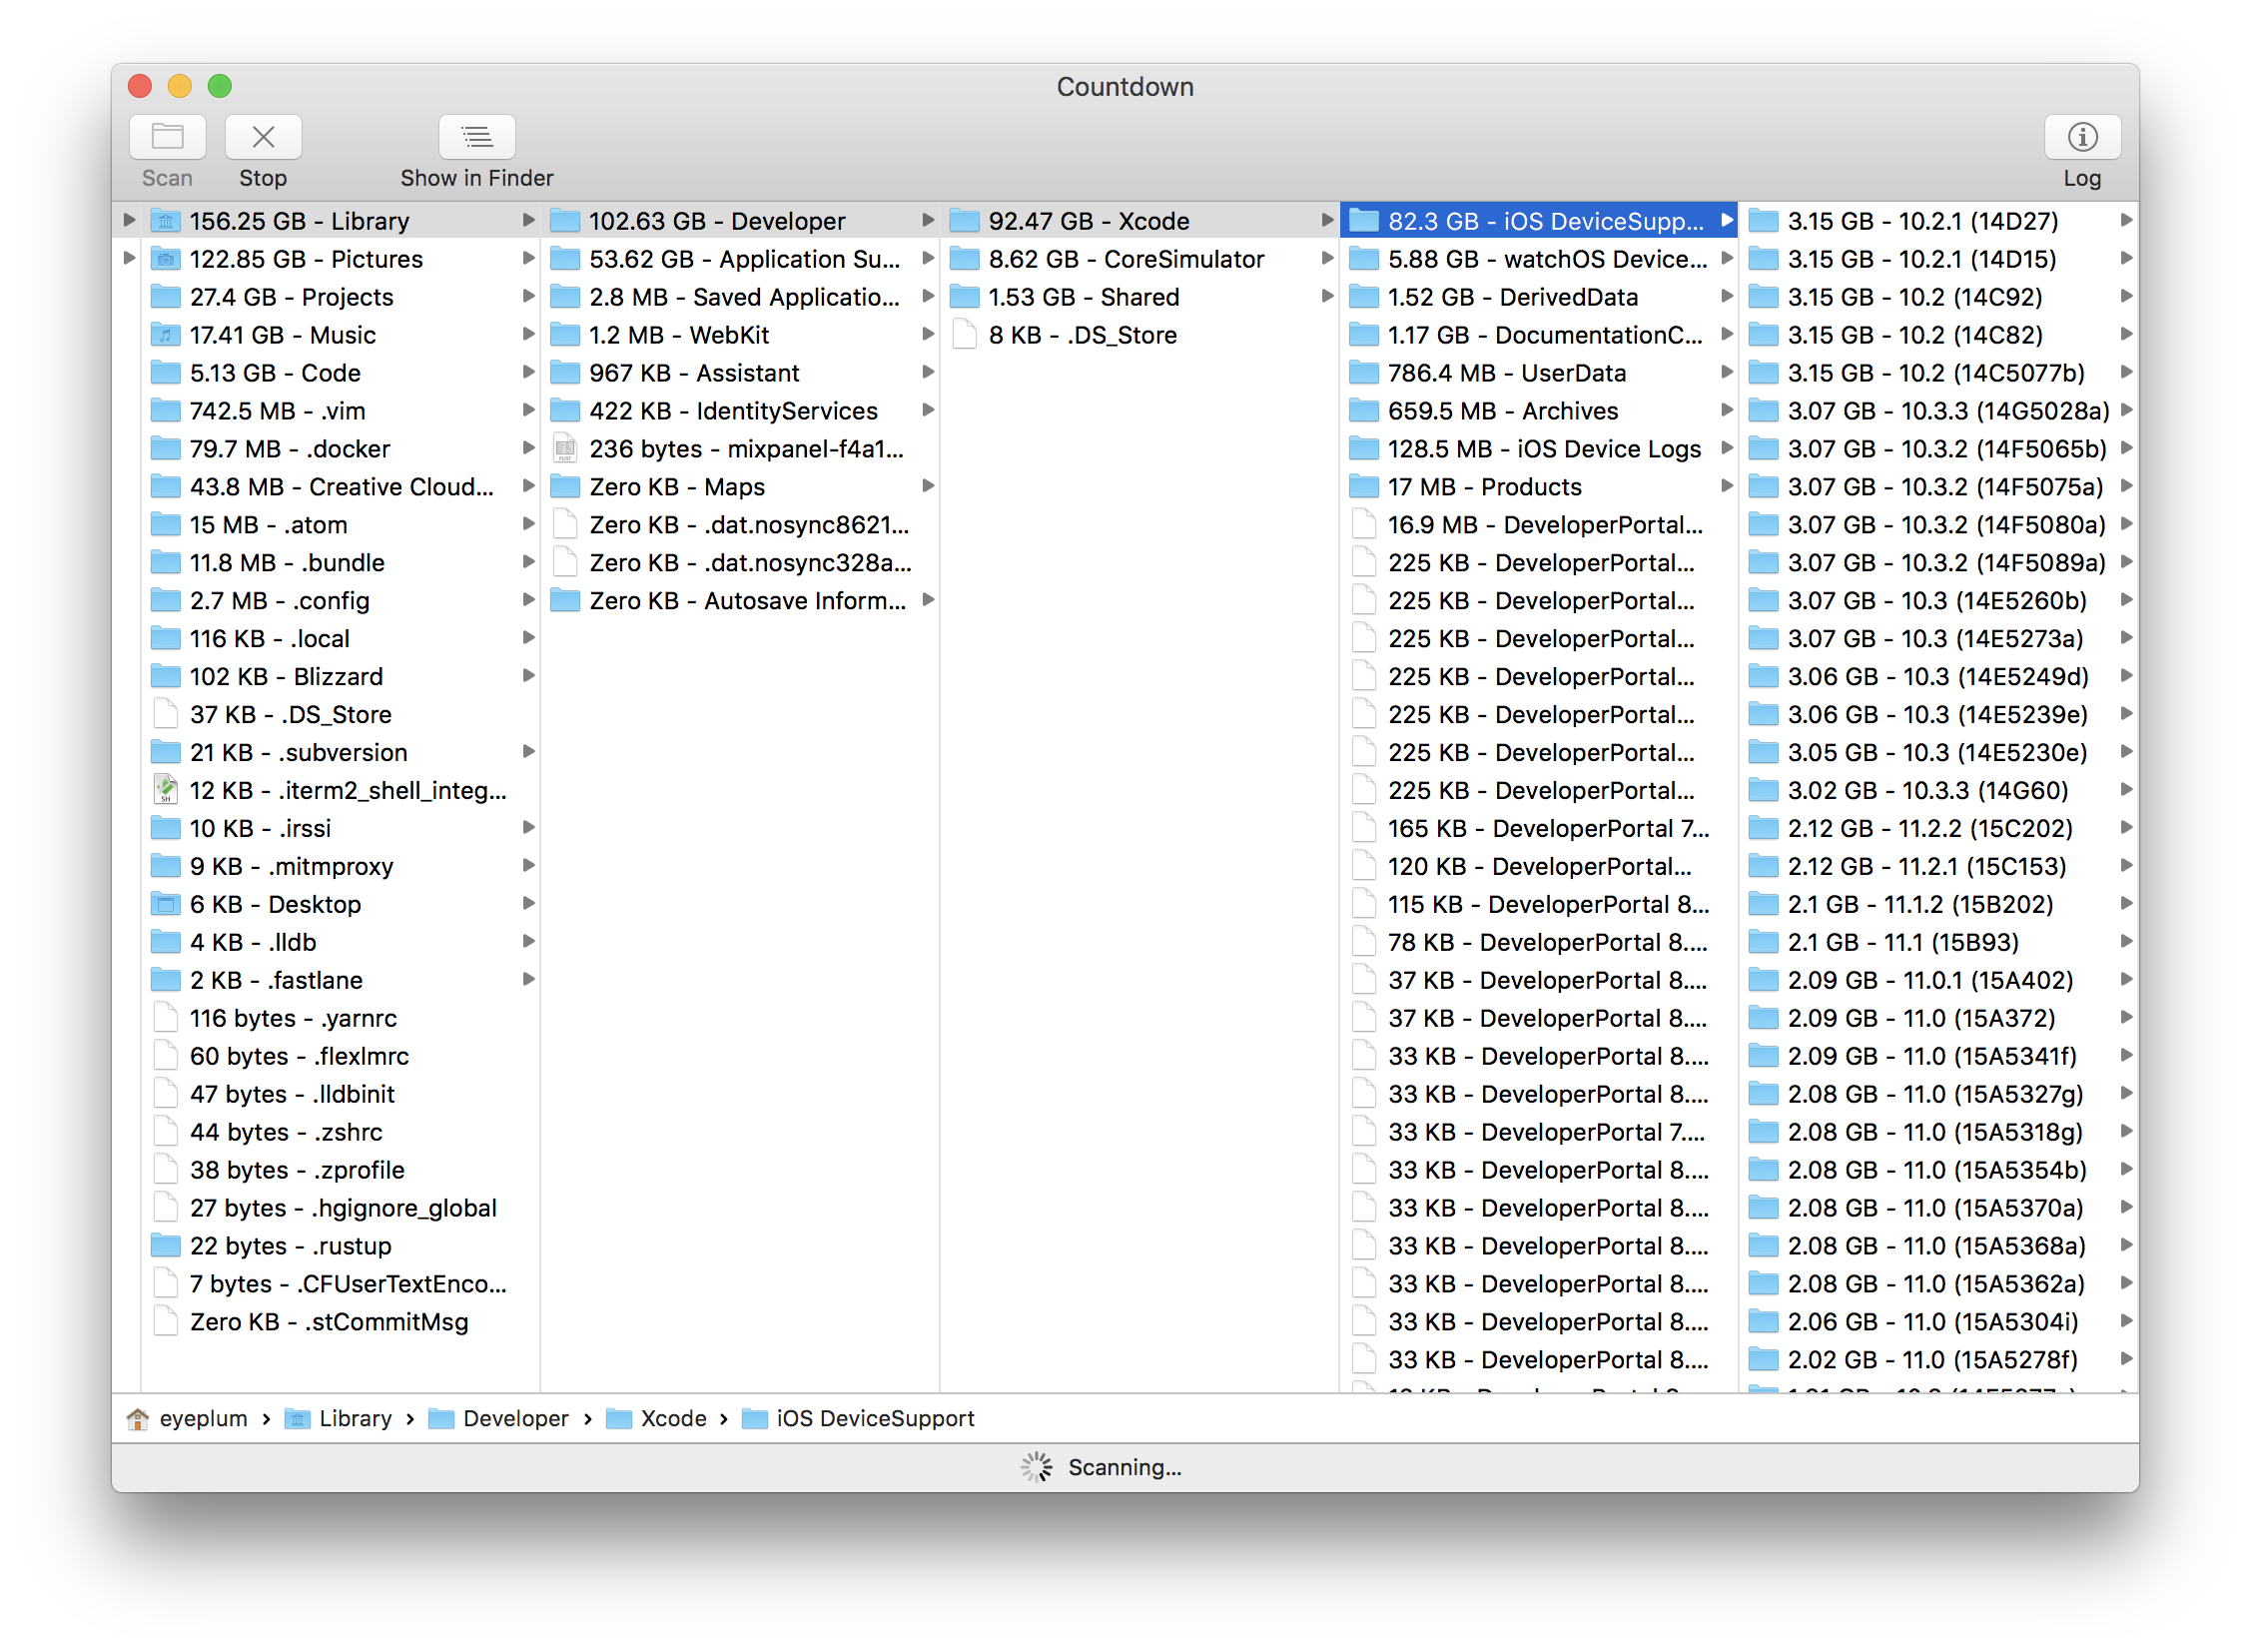 Countdown
Scan
Stop
Show in Finder
Log
156.25 GB - Library
122.85 GB - Pictures
27.4 GB - Projects
17.41 GB - Music
5.13 GB - Code
742.5 MB - .vim
79.7 MB - .docker
43.8 MB - Creative Cloud...
15 MB - .atom
11.8 MB - .bundle
2.7 MB - .config
116 KB - .local
102 KB - Blizzard
37 KB - .DS_Store
21 KB - .subversion
12 KB - .iterm2_shell_integ...
10 KB - .irssi
9 KB - .mitmproxy
6 KB - Desktop
4 KB - .lldb
2 KB - .fastlane
116 bytes - .yarnrc
60 bytes - .flexlmrc
47 bytes - .lldbinit
44 bytes - .zshrc
38 bytes - .zprofile
27 bytes - .hgignore_global
22 bytes - .rustup
7 bytes - .CFUserTextEnco...
Zero KB - .stCommitMsg
102.63 GB - Developer
53.62 GB - Application Su...
2.8 MB - Saved Applicatio...
1.2 MB - WebKit
967 KB - Assistant
422 KB - IdentityServices
236 bytes - mixpanel-f4a1...
Zero KB - Maps
Zero KB - .dat.nosync8621...
Zero KB - .dat.nosync328a...
Zero KB - Autosave Inform...
92.47 GB - Xcode
8.62 GB - CoreSimulator
1.53 GB - Shared
8 KB - .DS_Store
82.3 GB - iOS DeviceSupp...
5.88 GB - watchOS Device...
1.52 GB - DerivedData
1.17 GB - DocumentationC...
786.4 MB - UserData
659.5 MB - Archives
128.5 MB - iOS Device Logs
17 MB - Products
16.9 MB - DeveloperPortal...
225 KB - DeveloperPortal...
225 KB - DeveloperPortal...
225 KB - DeveloperPortal...
225 KB - DeveloperPortal...
225 KB - DeveloperPortal...
225 KB - DeveloperPortal...
225 KB - DeveloperPortal...
165 KB - DeveloperPortal 7...
120 KB - DeveloperPortal...
115 KB - DeveloperPortal 8...
78 KB - DeveloperPortal 8....
37 KB - DeveloperPortal 8....
37 KB - DeveloperPortal 8....
33 KB - DeveloperPortal 8....
33 KB - DeveloperPortal 8....
33 KB - DeveloperPortal 7....
33 KB - DeveloperPortal 8....
33 KB - DeveloperPortal 8....
33 KB - DeveloperPortal 8....
33 KB - DeveloperPortal 8....
33 KB - DeveloperPortal 8....
33 KB - DeveloperPortal 8....
3.15 GB - 10.2.1 (14D27)
3.15 GB - 10.2.1 (14D15)
3.15 GB - 10.2 (14C92)
3.15 GB - 10.2 (14C82)
3.15 GB - 10.2 (14C5077b)
3.07 GB - 10.3.3 (14G5028a)
3.07 GB - 10.3.2 (14F5065b)
3.07 GB - 10.3.2 (14F5075a)
3.07 GB - 10.3.2 (14F5080a)
3.07 GB - 10.3.2 (14F5089a)
3.07 GB - 10.3 (14E5260b)
3.07 GB - 10.3 (14E5273a)
3.06 GB - 10.3 (14E5249d)
3.06 GB - 10.3 (14E5239e)
3.05 GB - 10.3 (14E5230e)
3.02 GB - 10.3.3 (14G60)
2.12 GB - 11.2.2 (15C202)
2.12 GB - 11.2.1 (15C153)
2.1 GB - 11.1.2 (15B202)
2.1 GB - 11.1 (15B93)
2.09 GB - 11.0.1 (15A402)
2.09 GB - 11.0 (15A372)
2.09 GB - 11.0 (15A5341f)
2.08 GB - 11.0 (15A5327g)
2.08 GB - 11.0 (15A5318g)
2.08 GB - 11.0 (15A5354b)
2.08 GB - 11.0 (15A5370a)
2.08 GB - 11.0 (15A5368a)
2.08 GB - 11.0 (15A5362a)
2.06 GB - 11.0 (15A5304i)
2.02 GB - 11.0 (15A5278f)
eyeplum › Library › Developer › Xcode › iOS DeviceSupport
Scanning...